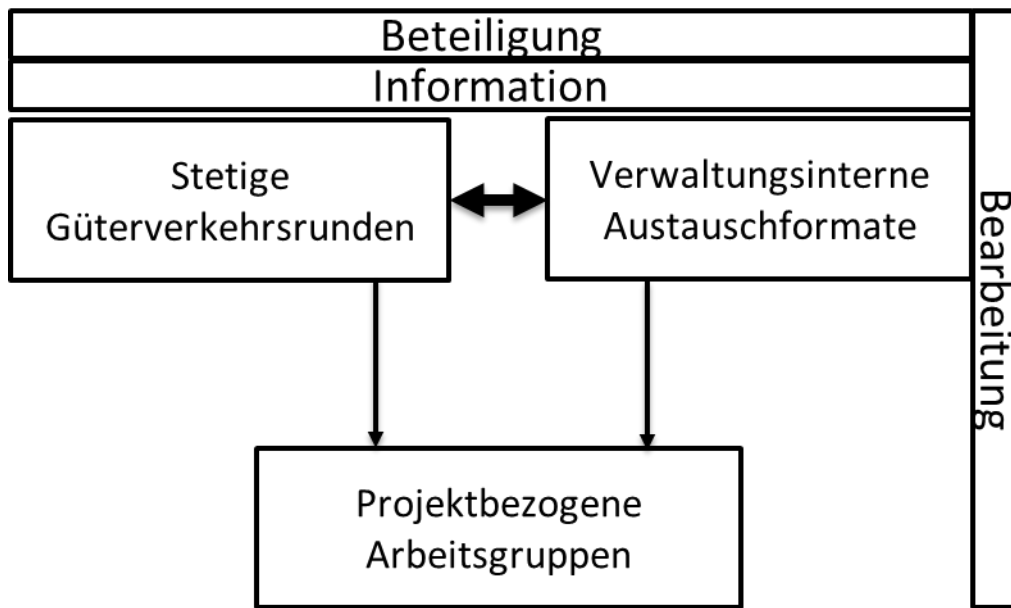 Beteiligung
Information
Stetige
Güterverkehrsrunden
Verwaltungsinterne
Austauschformate
Bearbeitung
Projektbezogene
Arbeitsgruppen